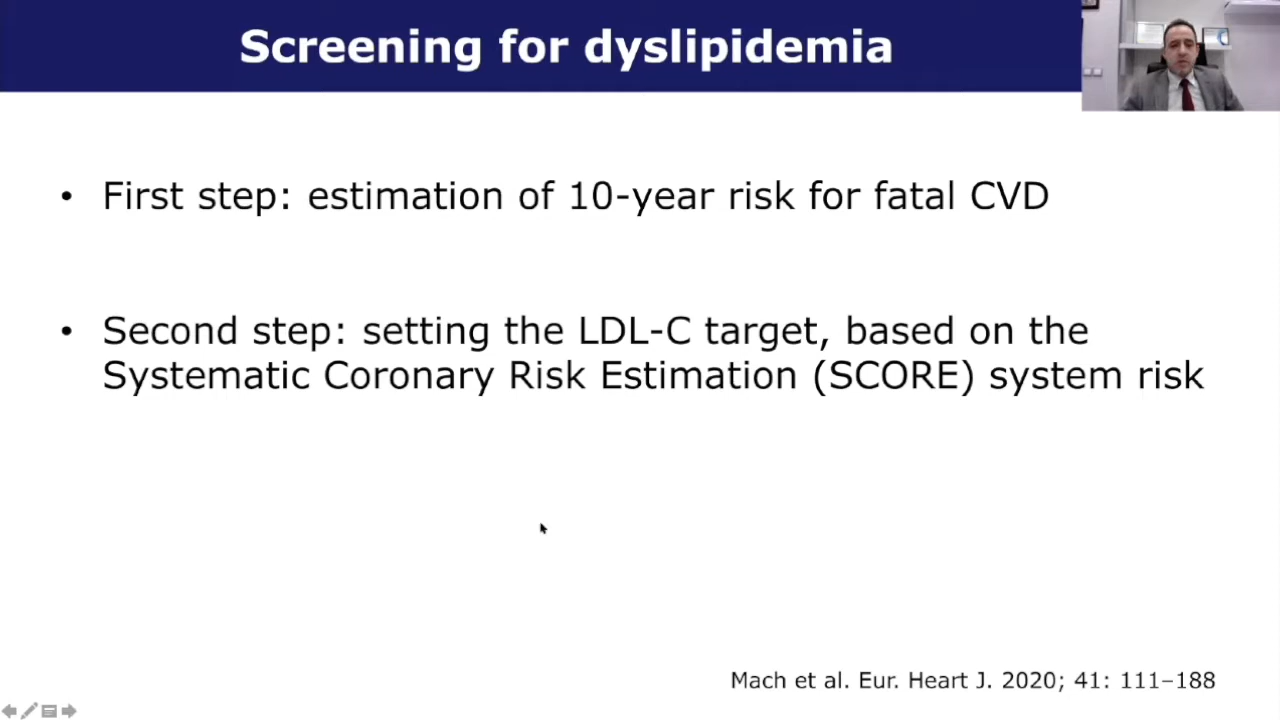 Screening for dyslipidemia
• First step: estimation of 10-year risk for fatal CVD
• Second step: setting the LDL-C target, based on the
Systematic Coronary Risk Estimation (SCORE) system risk
Mach et al. Eur. Heart J. 2020; 41: 111–188